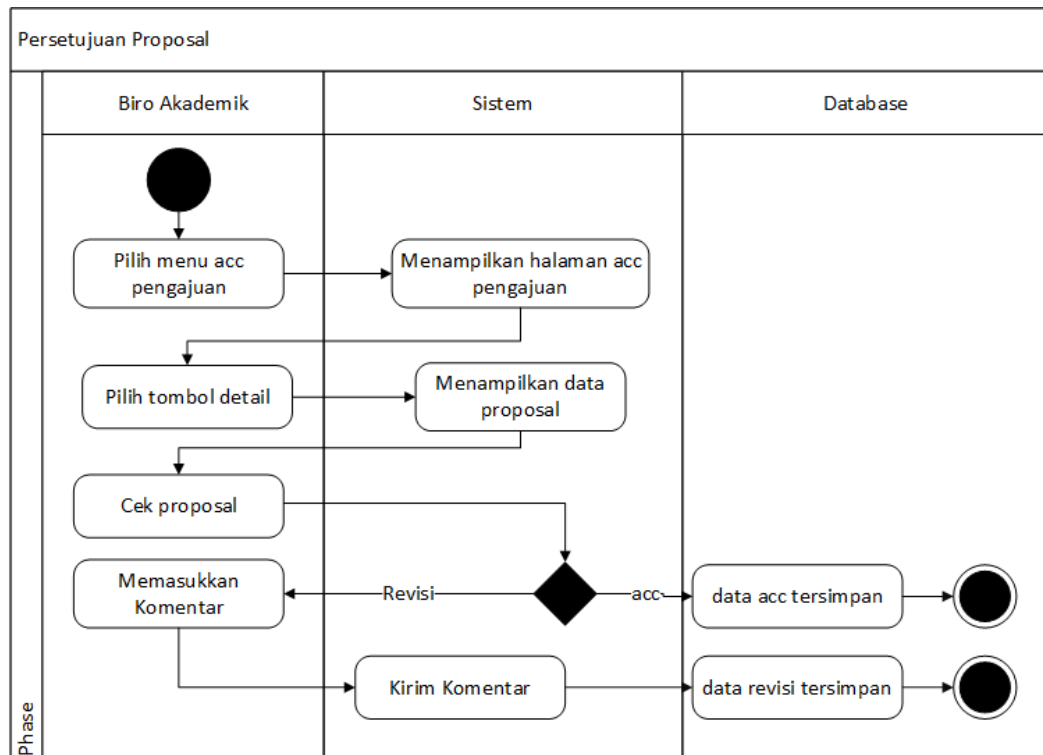 Persetujuan Proposal
Biro Akademik
Sistem
Database
Pilih menu acc
pengajuan
Menampilkan halaman acc
pengajuan
Pilih tombol detail
Menampilkan data
proposal
Cek proposal
Memasukkan
Komentar
Revisi
acc
data acc tersimpan
Kirim Komentar
data revisi tersimpan
Phase